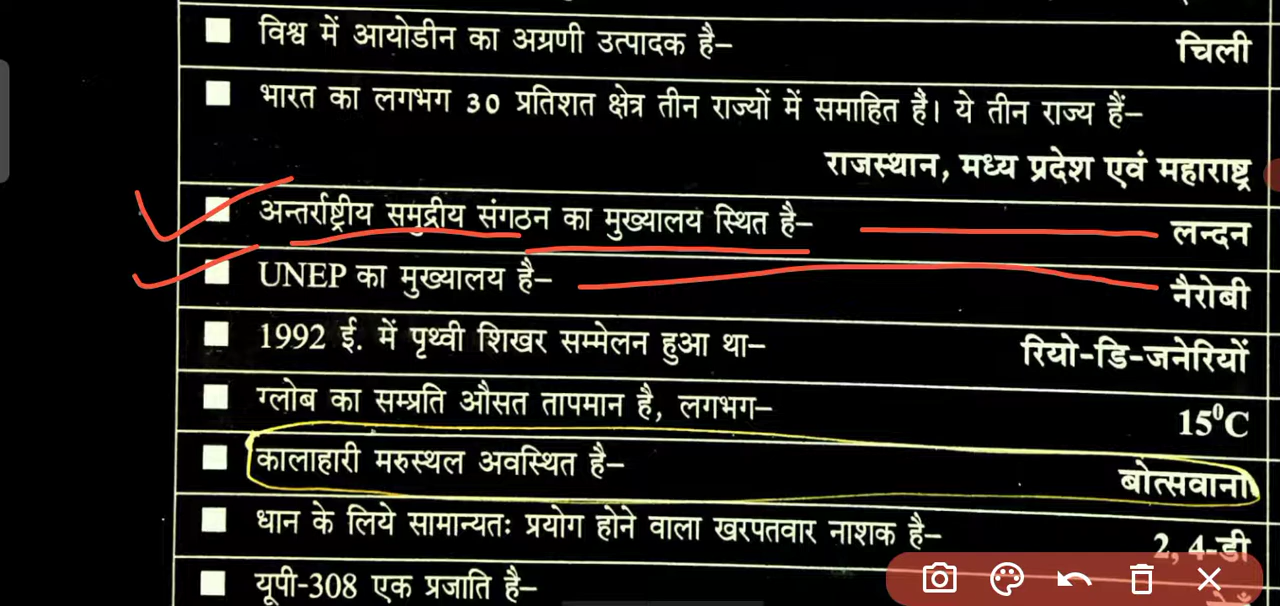 विश्व में आयोडीन का अग्रणी उत्पादक है– चिली
भारत का लगभग 30 प्रतिशत क्षेत्र तीन राज्यों में समाहित है। ये तीन राज्य हैं–
राजस्थान, मध्य प्रदेश एवं महाराष्ट्र
अन्तर्राष्ट्रीय समुद्रीय संगठन का मुख्यालय स्थित है– लन्दन
UNEP का मुख्यालय है– नैरोबी
1992 ई. में पृथ्वी शिखर सम्मेलन हुआ था– रियो-डि-जनेरियों
ग्लोब का सम्प्रति औसत तापमान है, लगभग– 15⁰C
कालाहारी मरुस्थल अवस्थित है– बोत्सवाना
धान के लिये सामान्यतः प्रयोग होने वाला खरपतवार नाशक है– 2, 4-डी
यूपी-308 एक प्रजाति है–